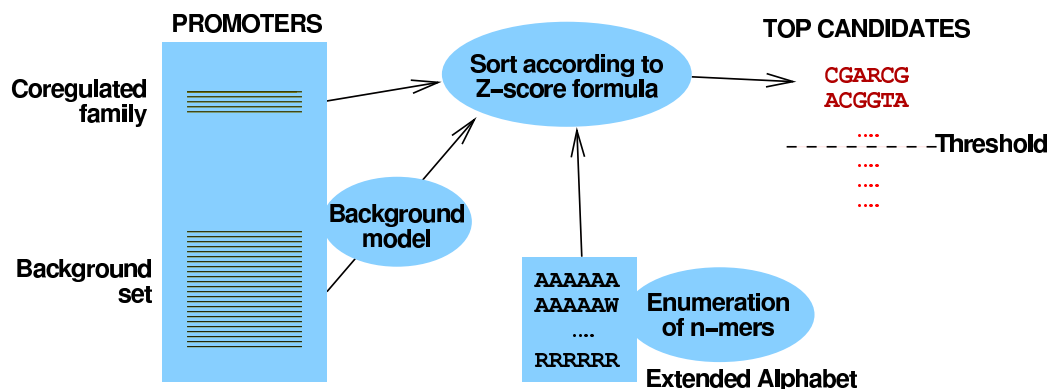 PROMOTERS
TOP CANDIDATES
Coregulated
family
Sort according to
Z-score formula
CGARCG
ACGGTA
....
Threshold
....
....
....
Background
model
Background
set
AAAAAA
AAAAAW
....
RRRRRR
Enumeration
of n-mers
Extended Alphabet